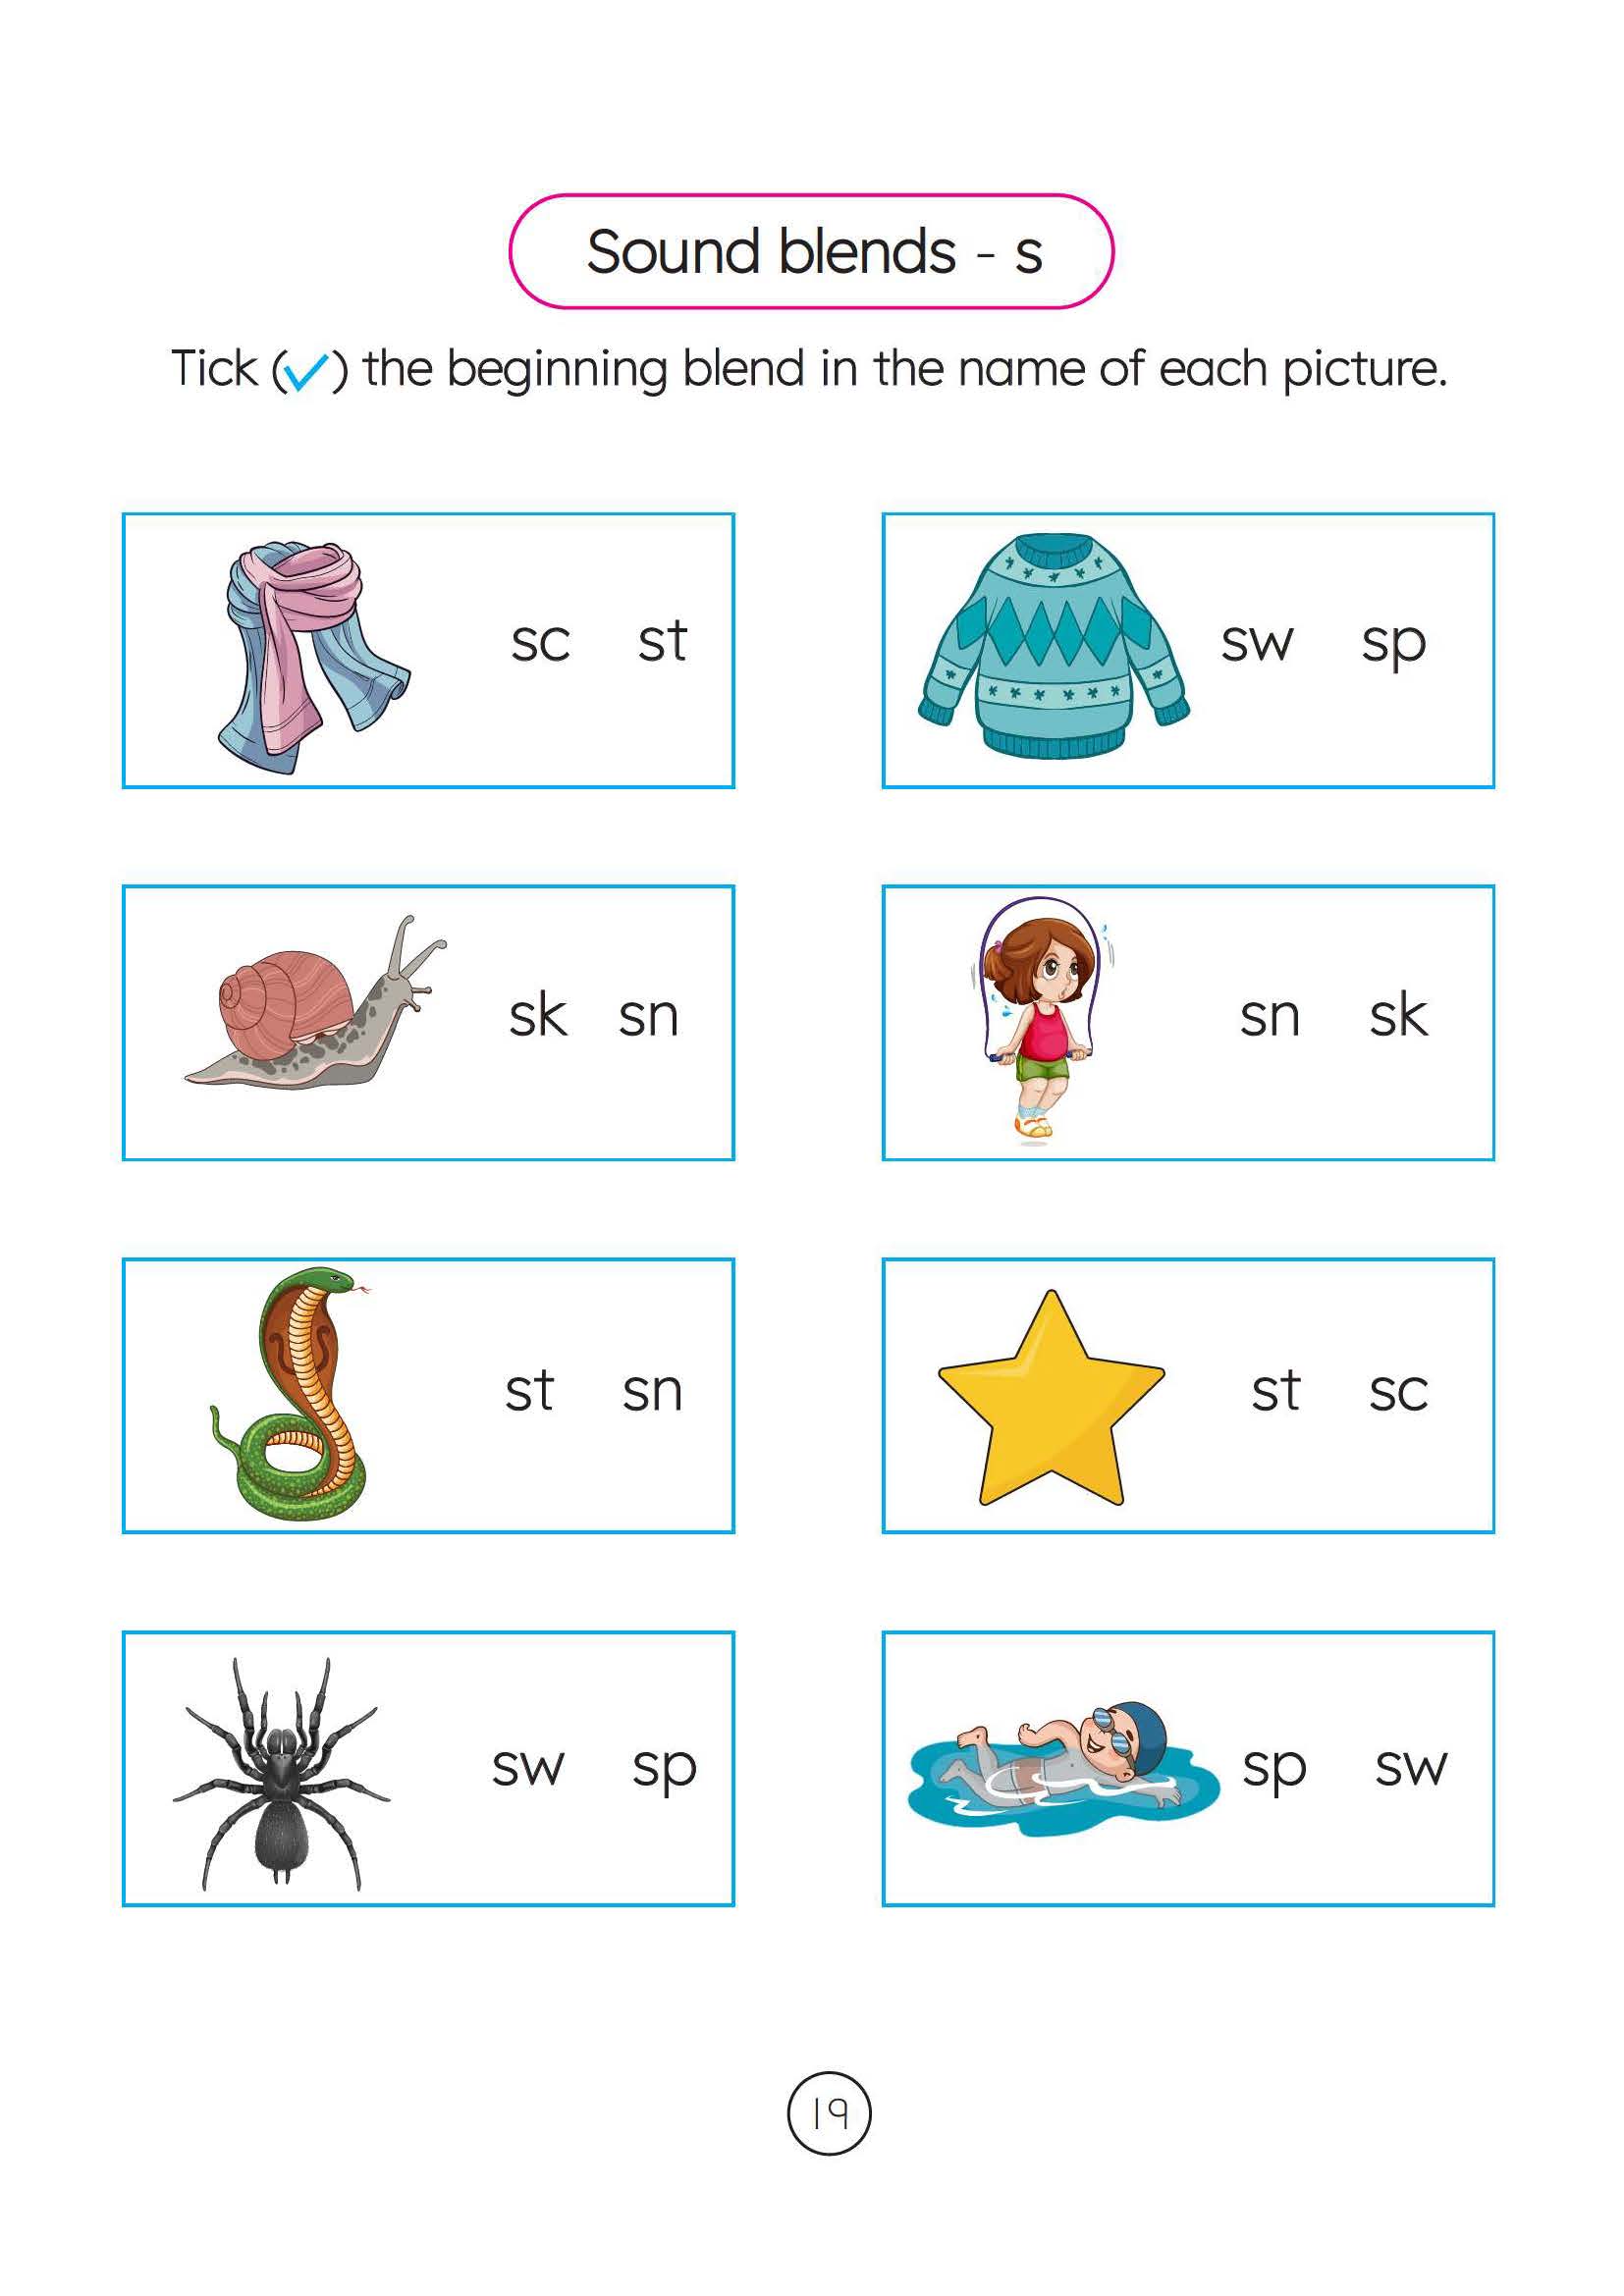 Sound blends - s
Tick (✓) the beginning blend in the name of each picture.
sc st
sw sp
sk sn
sn sk
st sn
st sc
sw sp
sp sw
19